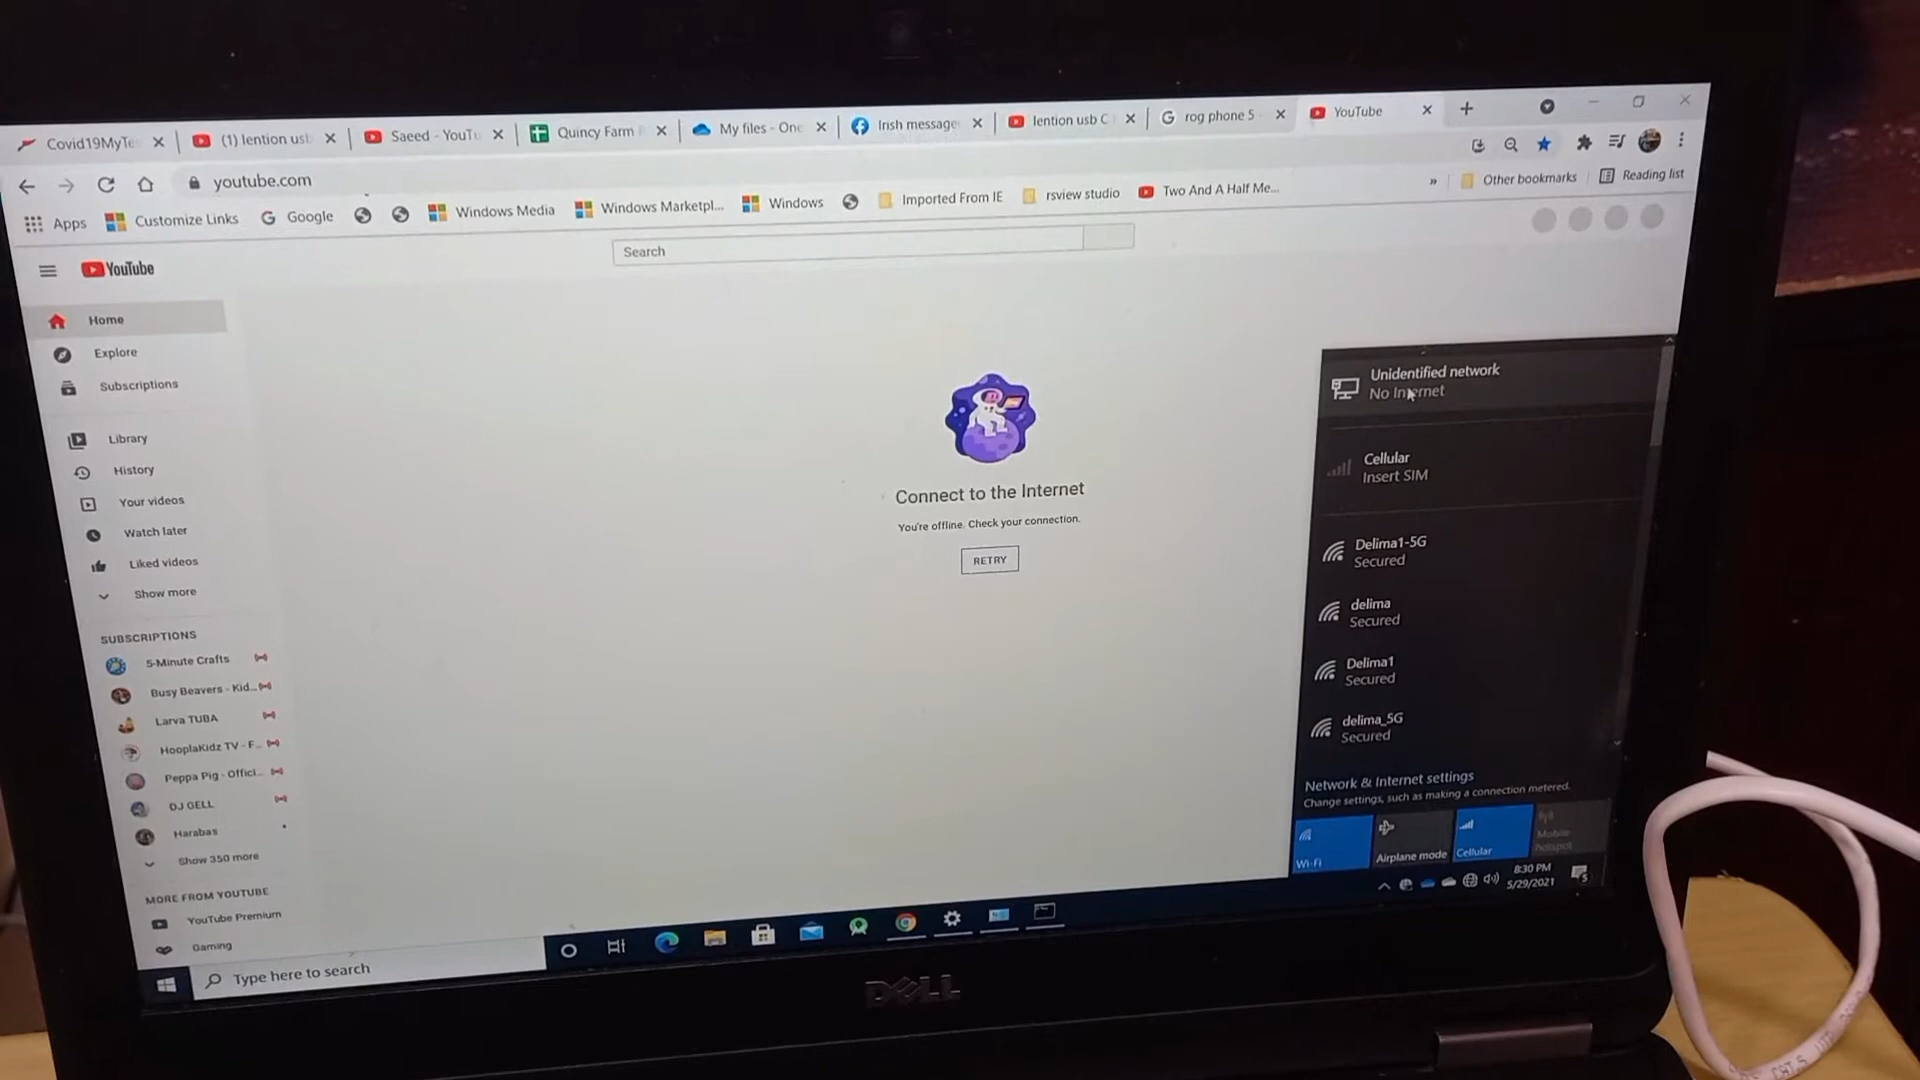 Covid19MyTe
(1) lention usb
Saeed - YouTu
Quincy Farm
My files - One
Irish message
lention usb C
rog phone 5
YouTube
youtube.com
Apps
Customize Links
Google
Windows Media
Windows Marketpl...
Windows
Imported From IE
rsview studio
Two And A Half Me...
»
Other bookmarks
Reading list
YouTube
Search
Home
Explore
Subscriptions
Library
History
Your videos
Watch later
Liked videos
Show more
SUBSCRIPTIONS
5-Minute Crafts
Busy Beavers - Kid...
Larva TUBA
HooplaKidz TV - F...
Peppa Pig - Offici...
DJ GELL
Harabas
Show 350 more
MORE FROM YOUTUBE
YouTube Premium
Gaming
Connect to the Internet
You're offline. Check your connection.
RETRY
Unidentified network
No Internet
Cellular
Insert SIM
Delima1-5G
Secured
delima
Secured
Delima1
Secured
delima_5G
Secured
Network & Internet settings
Change settings, such as making a connection metered.
Wi-Fi
Airplane mode
Cellular
Mobile
hotspot
8:30 PM
5/29/2021
5
Type here to search
DELL
CAT.5 UTP